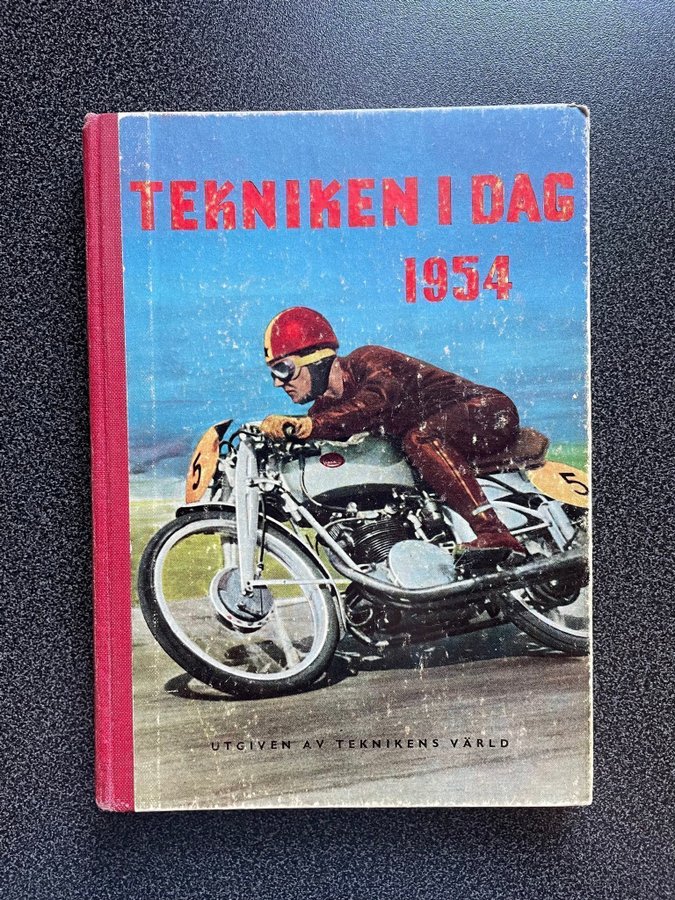 TEKNIKEN I DAG
1954
5
5
UTGIVEN AV TEKNIKENS VÄRLD